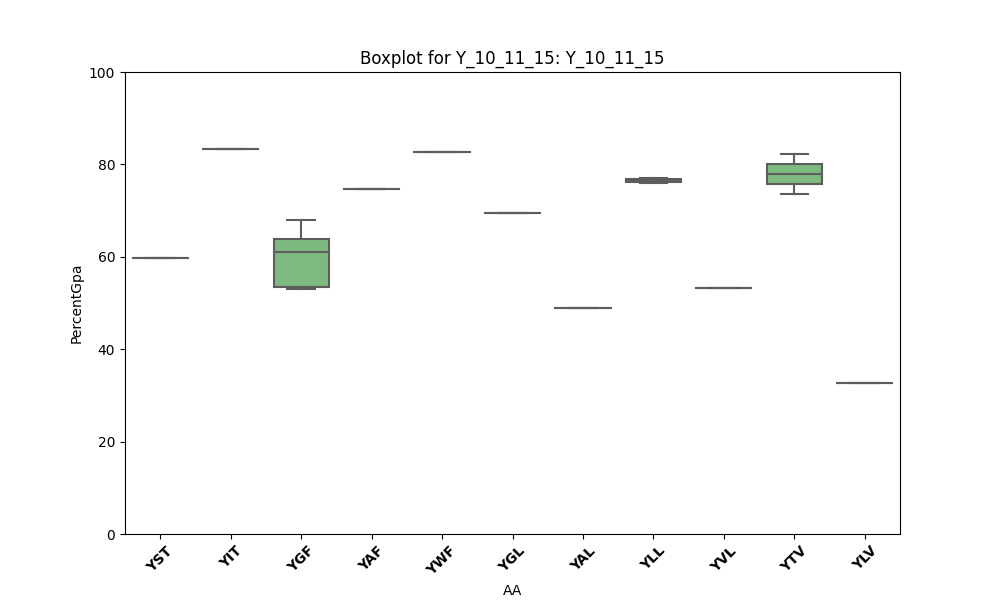 Boxplot for Y_10_11_15: Y_10_11_15
100
80
60
40
20
0
PercentGpa
YST
YIT
YGF
YAF
YWF
YGL
YAL
YLL
YVL
YTV
YLV
AA